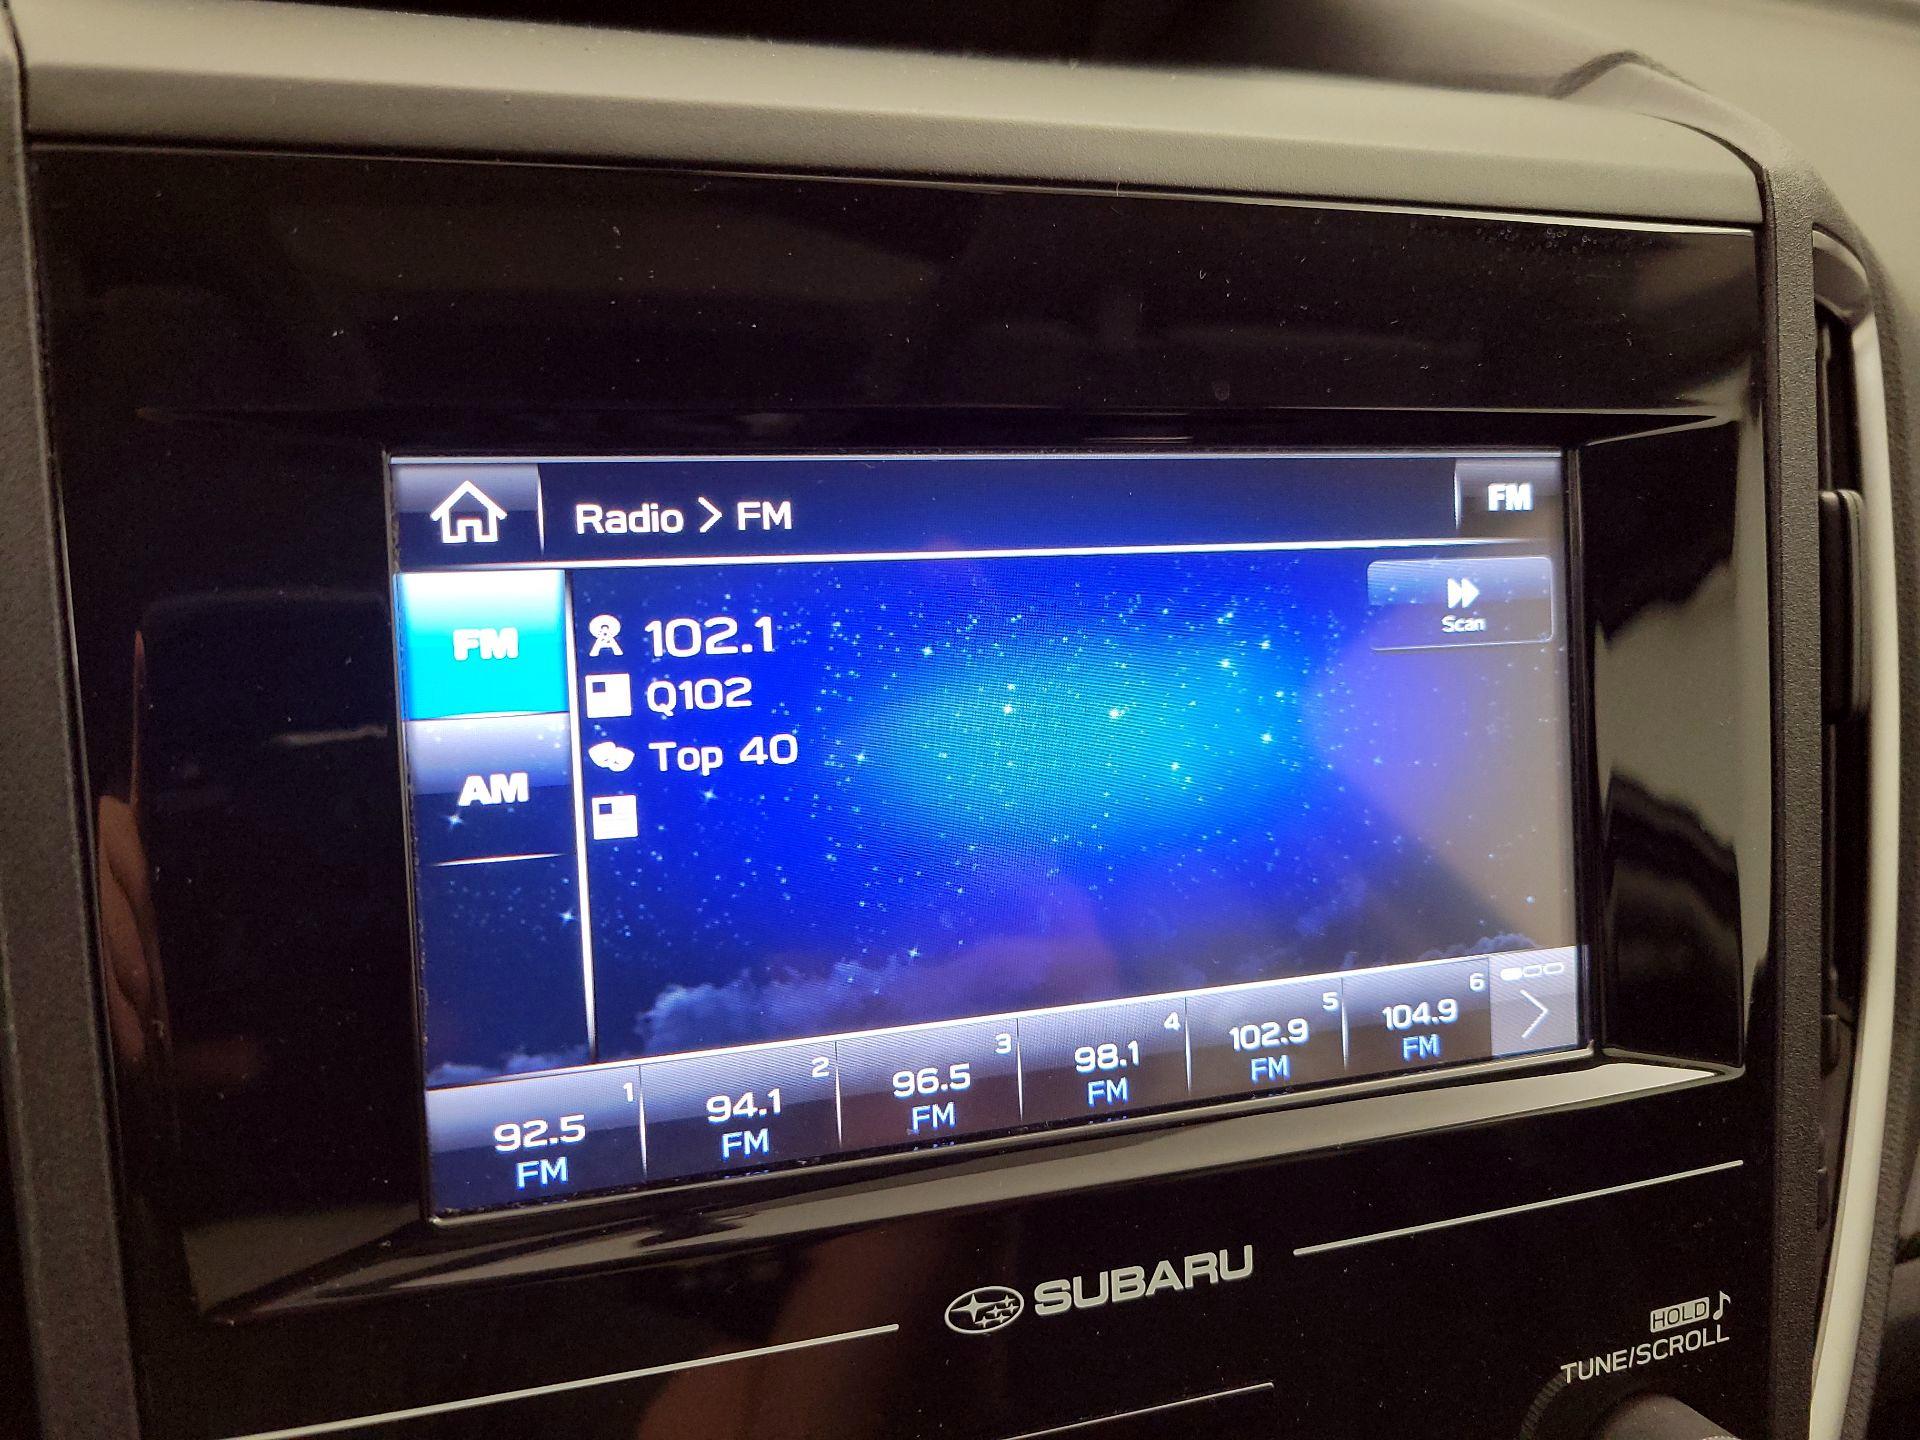 Radio > FM
FM
FM
102.1
Scan
Q102
Top 40
AM
1
92.5
FM
2
94.1
FM
3
96.5
FM
4
98.1
FM
5
102.9
FM
6
104.9
FM
SUBARU
HOLD
TUNE/SCROLL